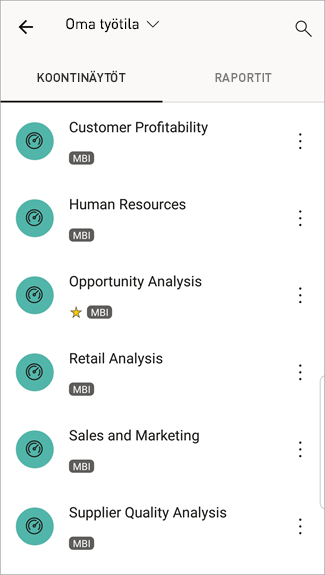 Oma työtila
KOONTINÄYTÖT RAPORTIT
Customer Profitability
MBI
Human Resources
MBI
Opportunity Analysis
MBI
Retail Analysis
MBI
Sales and Marketing
MBI
Supplier Quality Analysis
MBI